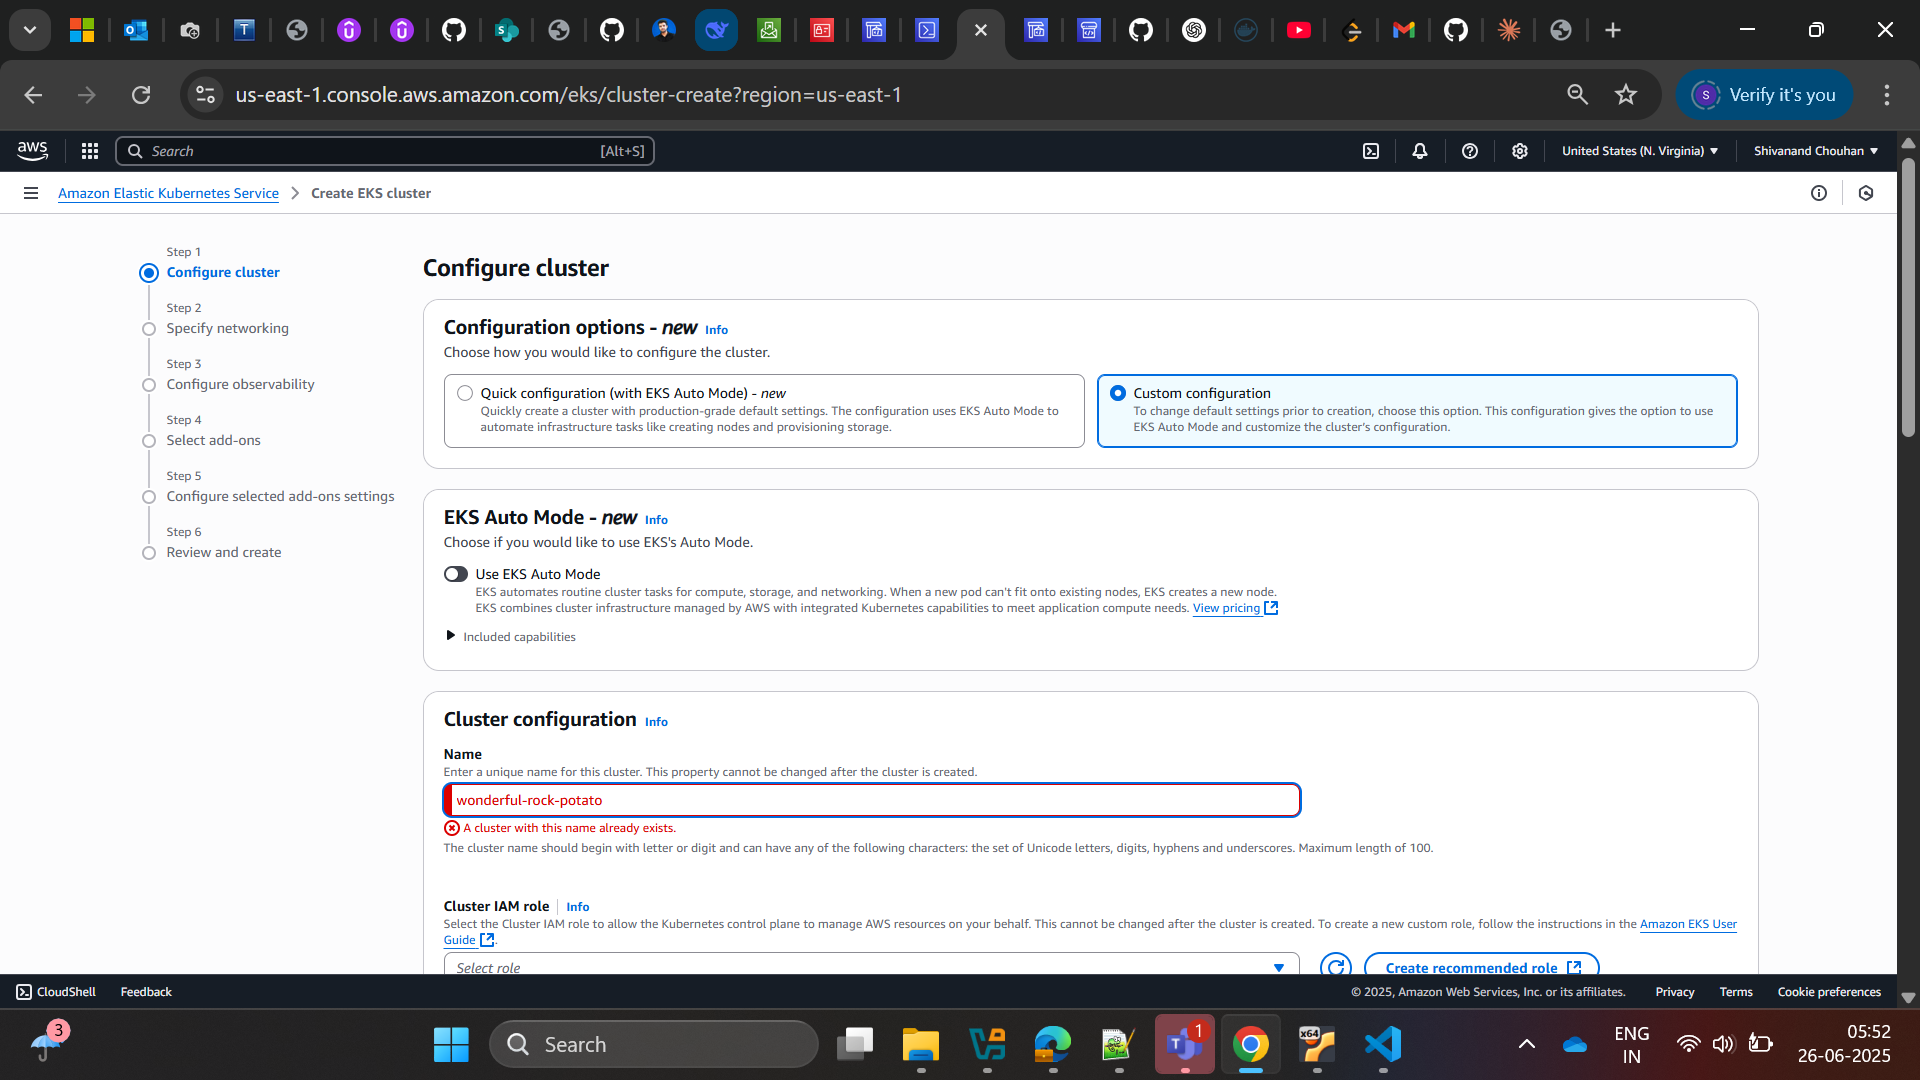 us-east-1.console.aws.amazon.com/eks/cluster-create?region=us-east-1
S
Verify it's you
aws
Search
[Alt+S]
United States (N. Virginia)
Shivanand Chouhan
Amazon Elastic Kubernetes Service
Create EKS cluster
Step 1
Configure cluster
Step 2
Specify networking
Step 3
Configure observability
Step 4
Select add-ons
Step 5
Configure selected add-ons settings
Step 6
Review and create
Configure cluster
Configuration options - new Info
Choose how you would like to configure the cluster.
Quick configuration (with EKS Auto Mode) - new
Quickly create a cluster with production-grade default settings. The configuration uses EKS Auto Mode to
automate infrastructure tasks like creating nodes and provisioning storage.
Custom configuration
To change default settings prior to creation, choose this option. This configuration gives the option to use
EKS Auto Mode and customize the cluster's configuration.
EKS Auto Mode - new Info
Choose if you would like to use EKS's Auto Mode.
Use EKS Auto Mode
EKS automates routine cluster tasks for compute, storage, and networking. When a new pod can't fit onto existing nodes, EKS creates a new node.
EKS combines cluster infrastructure managed by AWS with integrated Kubernetes capabilities to meet application compute needs. View pricing
Included capabilities
Cluster configuration Info
Name
Enter a unique name for this cluster. This property cannot be changed after the cluster is created.
wonderful-rock-potato
A cluster with this name already exists.
The cluster name should begin with letter or digit and can have any of the following characters: the set of Unicode letters, digits, hyphens and underscores. Maximum length of 100.
Cluster IAM role Info
Select the Cluster IAM role to allow the Kubernetes control plane to manage AWS resources on your behalf. This cannot be changed after the cluster is created. To create a new custom role, follow the instructions in the Amazon EKS User
Guide.
Select role
Create recommended role
CloudShell
Feedback
© 2025, Amazon Web Services, Inc. or its affiliates.
Privacy
Terms
Cookie preferences
3
Search
1
x64
ENG
IN
05:52
26-06-2025